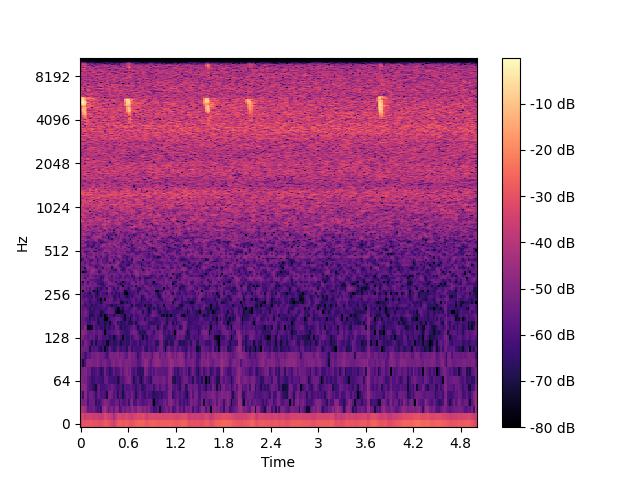 8192
4096
2048
1024
512
256
128
64
0
Hz
0 0.6 1.2 1.8 2.4 3 3.6 4.2 4.8
Time
-10 dB
-20 dB
-30 dB
-40 dB
-50 dB
-60 dB
-70 dB
-80 dB